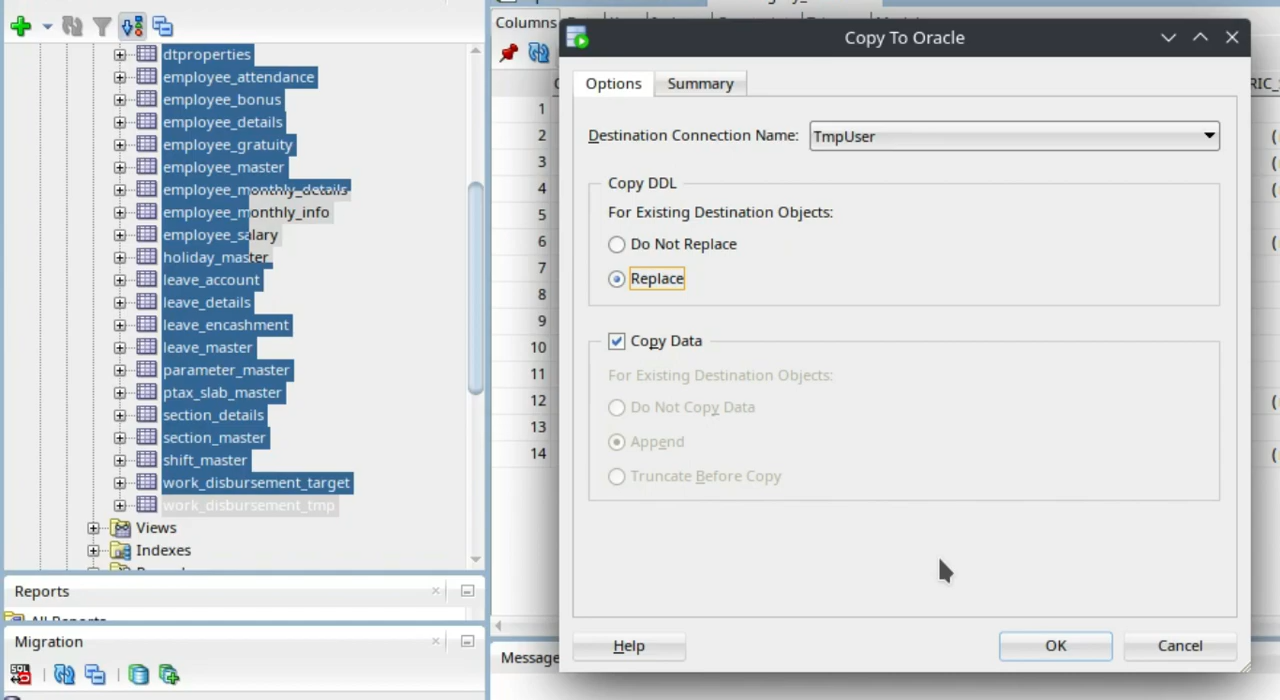 dtproperties
employee_attendance
employee_bonus
employee_details
employee_gratuity
employee_master
employee_monthly_details
employee_monthly_info
employee_salary
holiday_master
leave_account
leave_details
leave_encashment
leave_master
parameter_master
ptax_slab_master
section_details
section_master
shift_master
work_disbursement_target
work_disbursement_tmp
Views
Indexes
Reports
All Reports
Migration
SQL
Columns
1
2
3
4
5
6
7
8
9
10
11
12
13
14
Message
Copy To Oracle
Options
Summary
Destination Connection Name:
TmpUser
Copy DDL
For Existing Destination Objects:
Do Not Replace
Replace
Copy Data
For Existing Destination Objects:
Do Not Copy Data
Append
Truncate Before Copy
Help
OK
Cancel